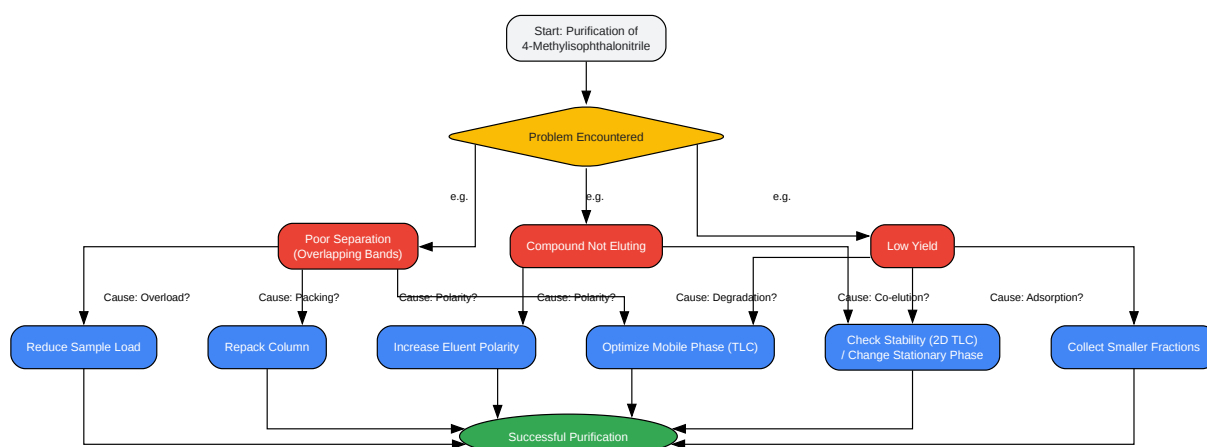 Start: Purification of
4-Methylisophthalonitrile
Problem Encountered
e.g.
e.g.
e.g.
Poor Separation
(Overlapping Bands)
Compound Not Eluting
Low Yield
Cause: Overload?
Cause: Packing?
Cause: Polarity?
Cause: Polarity?
Cause: Degradation?
Cause: Co-elution?
Cause: Adsorption?
Reduce Sample Load
Repack Column
Increase Eluent Polarity
Optimize Mobile Phase (TLC)
Check Stability (2D TLC)
/ Change Stationary Phase
Collect Smaller Fractions
Successful Purification